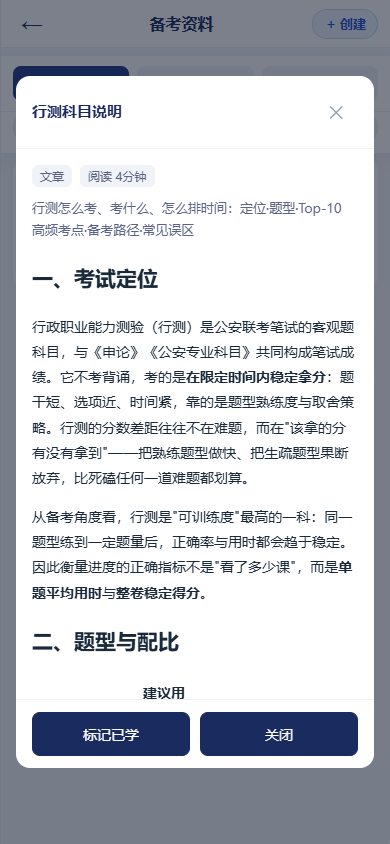 备考资料
+ 创建
行测科目说明
文章
阅读 4分钟
行测怎么考、考什么、怎么排时间：定位·题型·Top-10
高频考点·备考路径·常见误区
一、考试定位
行政职业能力测验（行测）是公安联考笔试的客观题
科目，与《申论》《公安专业科目》共同构成笔试成
绩。它不考背诵，考的是在限定时间内稳定拿分：题
干短、选项近、时间紧，靠的是题型熟练度与取舍策
略。行测的分数差距往往不在难题，而在"该拿的分
有没有拿到"——把熟练题型做快、把生疏题型果断
放弃，比死磕任何一道难题都划算。
从备考角度看，行测是"可训练度"最高的一科：同一
题型练到一定题量后，正确率与用时都会趋于稳定。
因此衡量进度的正确指标不是"看了多少课"，而是单
题平均用时与整卷稳定得分。
二、题型与配比
建议用
标记已学
关闭